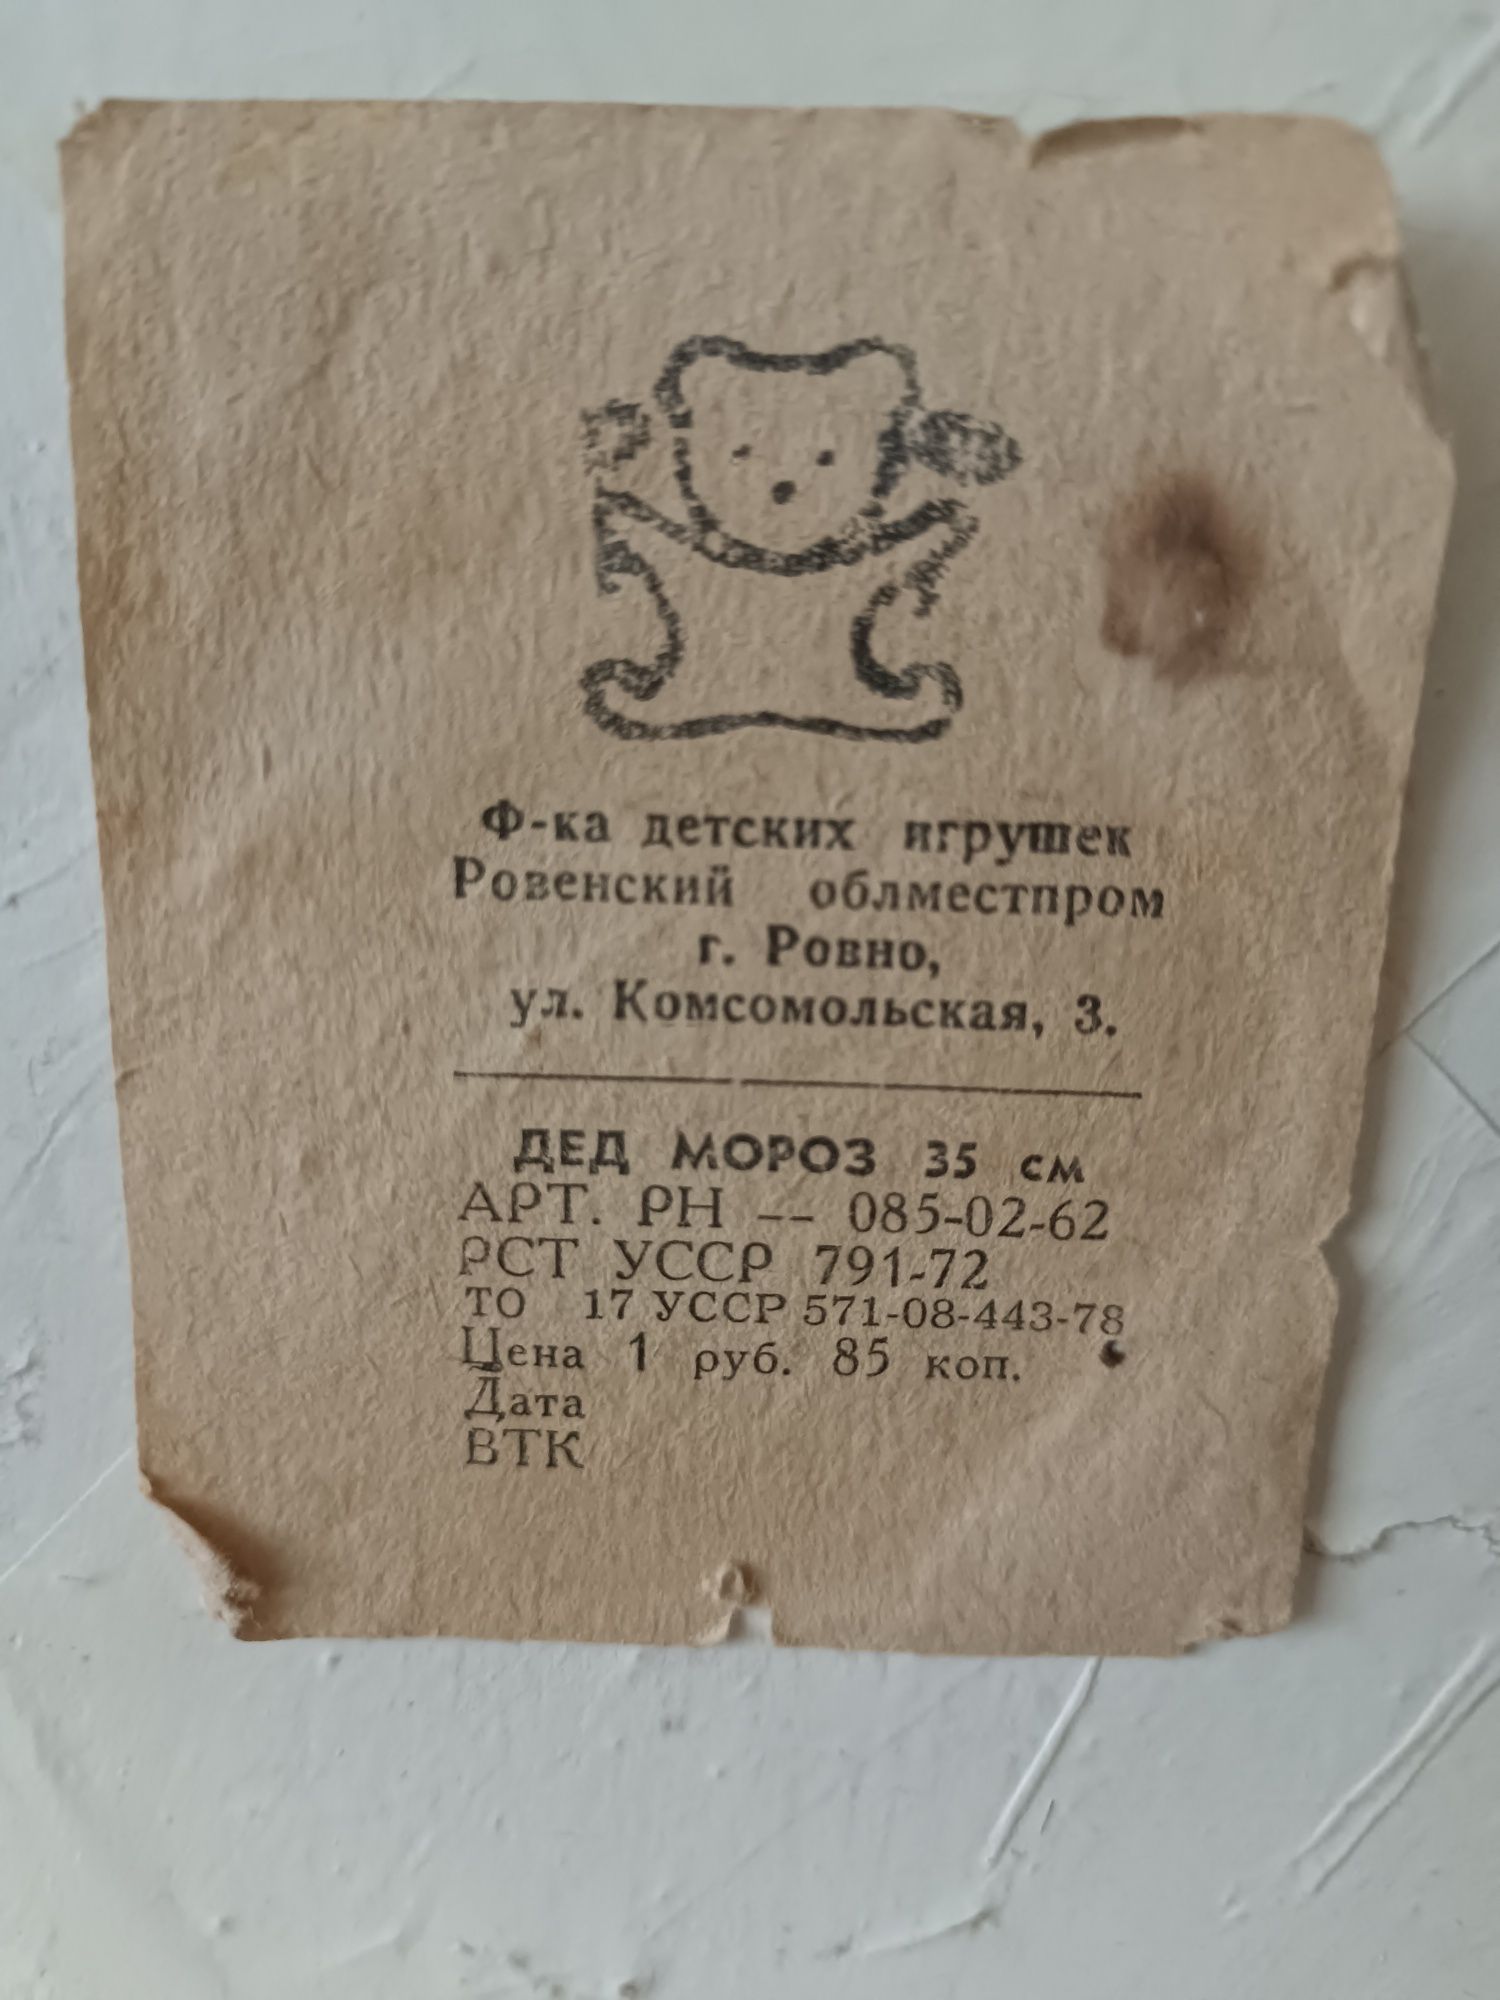 Ф-ка детских игрушек
Ровенский облместпром
г. Ровно,
ул. Комсомольская, 3.
ДЕД МОРОЗ 35 см
АРТ. РН -- 085-02-62
РСТ УССР 791-72
ТО 17 УССР 571-08-443-78
Цена 1 руб. 85 коп.
Дата
ВТК